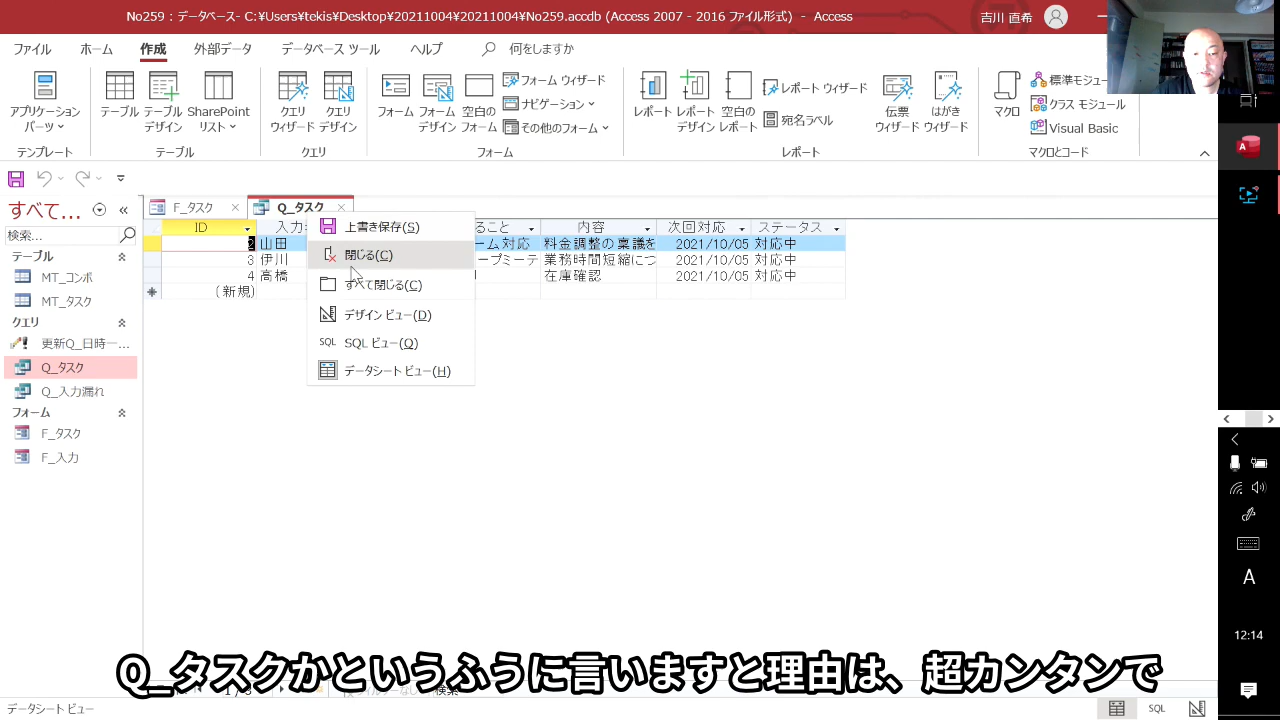 No259 : データベース- C:¥Users¥tekis¥Desktop¥20211004¥20211004¥No259.accdb (Access 2007 - 2016 ファイル形式) - Access
吉川 直希
ファイル ホーム 作成 外部データ データベース ツール ヘルプ 何をしますか
アプリケーション パーツ
テーブル
テーブル デザイン
SharePoint リスト
クエリ ウィザード
クエリ デザイン
フォーム
フォーム デザイン
空白の フォーム
フォーム ウィザード
ナビゲーション
その他のフォーム
レポート
レポート デザイン
空白の レポート
レポート ウィザード
宛名ラベル
伝票 ウィザード
はがき ウィザード
マクロ
標準モジュー
クラス モジュール
Visual Basic
テンプレート テーブル クエリ フォーム レポート マクロとコード
すべて...
検索...
テーブル
MT_コンボ
MT_タスク
クエリ
更新Q_日時一...
Q_タスク
Q_入力漏れ
フォーム
F_タスク
F_入力
F_タスク Q_タスク
ID 入力 ること 内容 次回対応 ステータス
2 山田 ーム対応 料金調整の稟議を 2021/10/05 対応中
3 伊川 ープミーテ 業務時間短縮につ 2021/10/05 対応中
4 高橋 在庫確認 2021/10/05 対応中
(新規)
上書き保存(S)
閉じる(C)
すべて閉じる(C)
デザイン ビュー(D)
SQL SQL ビュー(Q)
データシート ビュー(H)
Q_タスクかというふうに言いますと理由は、超カンタンで
検索
データシート ビュー
SQL
A
A
12:14